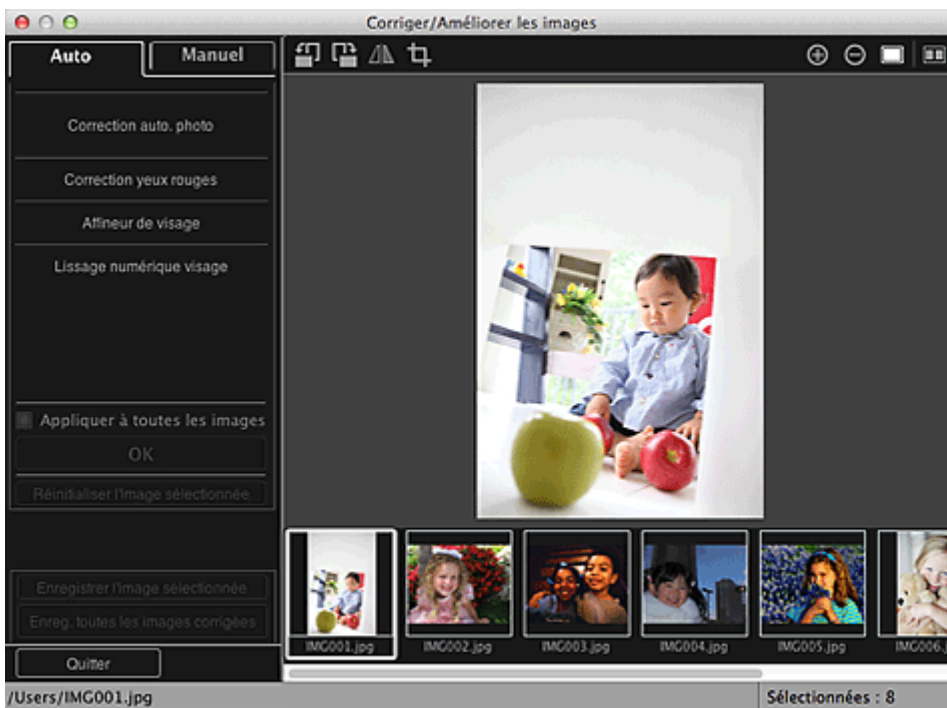 Corriger/Améliorer les images
Auto
Manuel
Correction auto. photo
Correction yeux rouges
Affineur de visage
Lissage numérique visage
Appliquer à toutes les images
OK
Réinitialiser l'image sélectionnée
Enregistrer l'image sélectionnée
Enreg. toutes les images corrigées
Quitter
IMG001.jpg
IMG002.jpg
IMG003.jpg
IMG004.jpg
IMG005.jpg
IMG006.
/Users/IMG001.jpg
Sélectionnées : 8